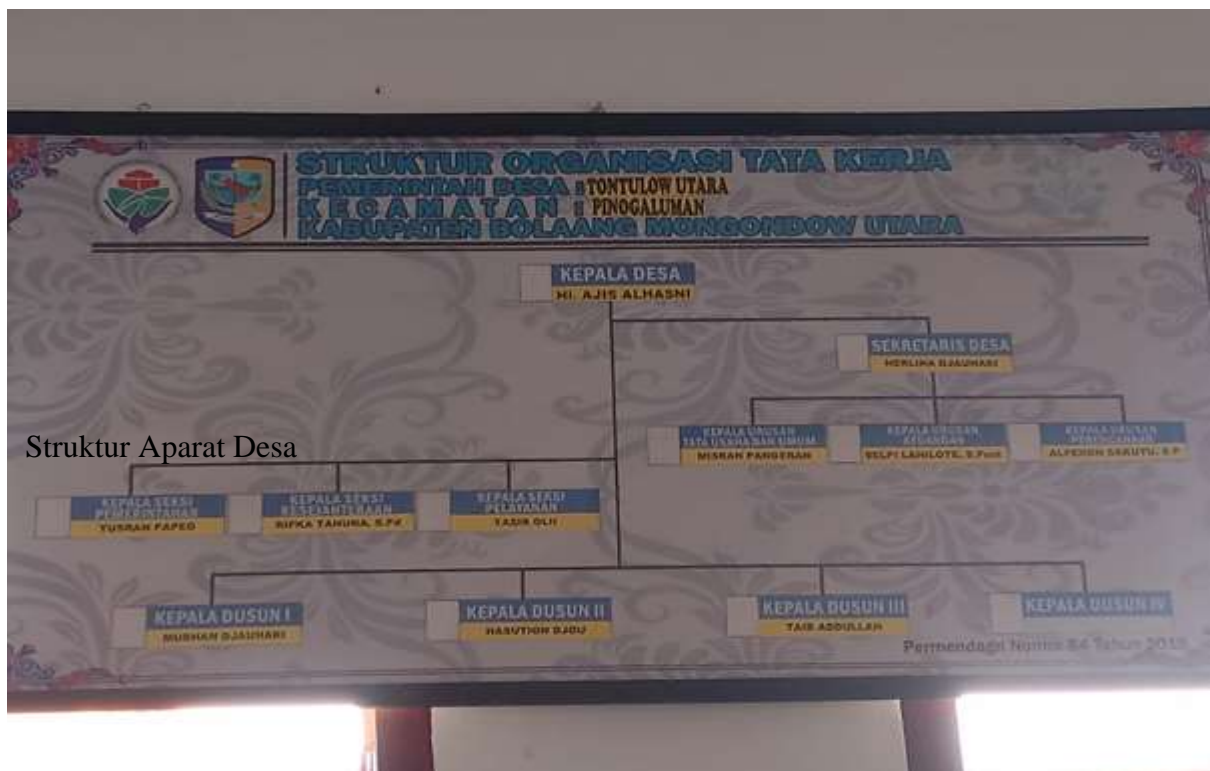 STRUKTUR ORGANISASI TATA KERJA
PEMERINTAH DESA : TONTULOW UTARA
KECAMATAN : PINOGALUMAN
KABUPATEN BOLAANG MONGONDOW UTARA
KEPALA DESA
HI. AJIS ALHASNI
SEKRETARIS DESA
HERLINA DJAUHARI
KEPALA URUSAN
TATA USAHA DAN UMUM
MISRAN PANGERAN
KEPALA URUSAN
KEUANGAN
SELPI LAHILOTE,
KEPALA URUSAN
PERENCANAAN
SAKUTU, S.P
Struktur Aparat Desa
KEPALA SEKSI
PEMERINTAHAN
YUSRAN PAPEO
KEPALA SEKSI
KESEJAHTERAAN
RIFKA TAHUNA, S.Pd
KEPALA SEKSI
PELAYANAN
TASIR OLII
KEPALA DUSUN I
DJAUHARI
KEPALA DUSUN II
NASUTION DJOU
KEPALA DUSUN III
TAIB ABDULLAH
KEPALA DUSUN IV
Permendagri Nomor 84 Tahun 2015